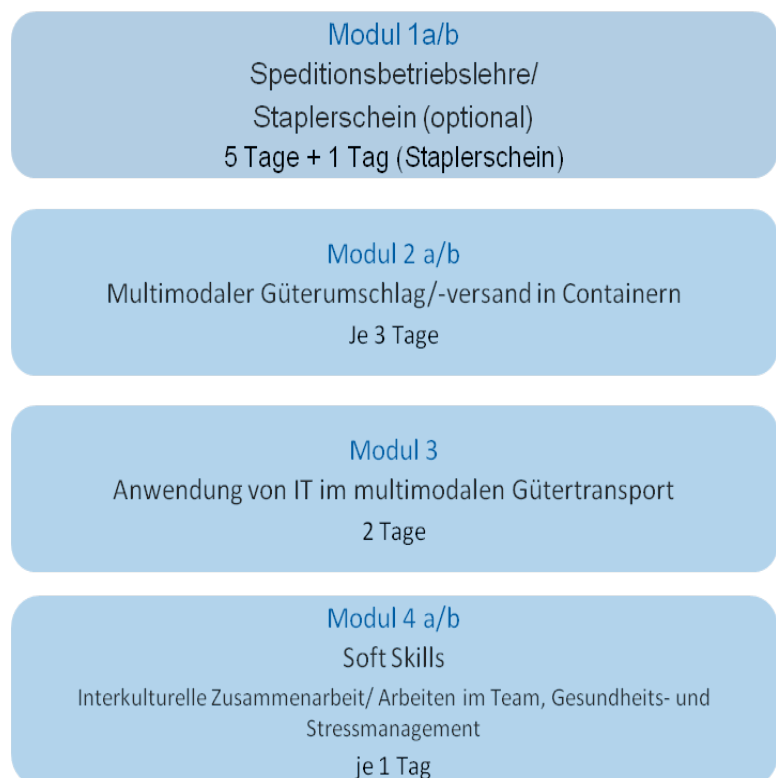 Modul 1a/b
Speditionsbetriebslehre/
Staplerschein (optional)
5 Tage + 1 Tag (Staplerschein)
Modul 2 a/b
Multimodaler Güterumschlag/-versand in Containern
Je 3 Tage
Modul 3
Anwendung von IT im multimodalen Gütertransport
2 Tage
Modul 4 a/b
Soft Skills
Interkulturelle Zusammenarbeit/ Arbeiten im Team, Gesundheits- und
Stressmanagement
je 1 Tag